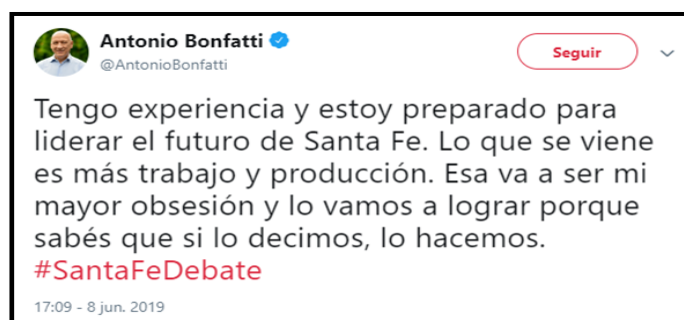 Antonio Bonfatti
@AntonioBonfatti
Seguir
Tengo experiencia y estoy preparado para
liderar el futuro de Santa Fe. Lo que se viene
es más trabajo y producción. Esa va a ser mi
mayor obsesión y lo vamos a lograr porque
sabés que si lo decimos, lo hacemos.
#SantaFeDebate
17:09 - 8 jun. 2019